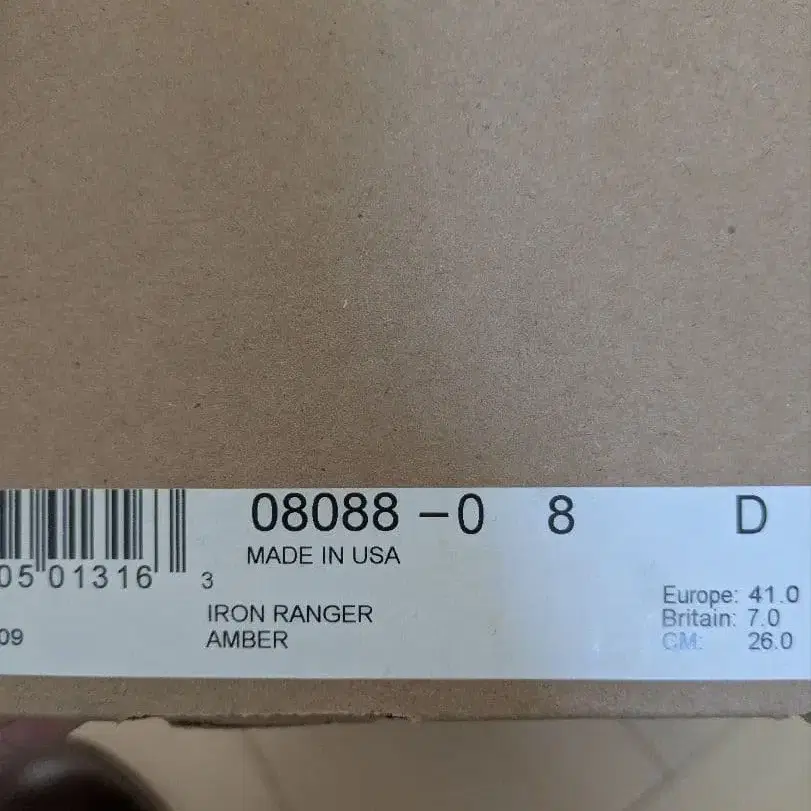 08088 -0 8 D
MADE IN USA
05 01316 3
IRON RANGER
AMBER
09
Europe: 41.0
Britain: 7.0
CM: 26.0